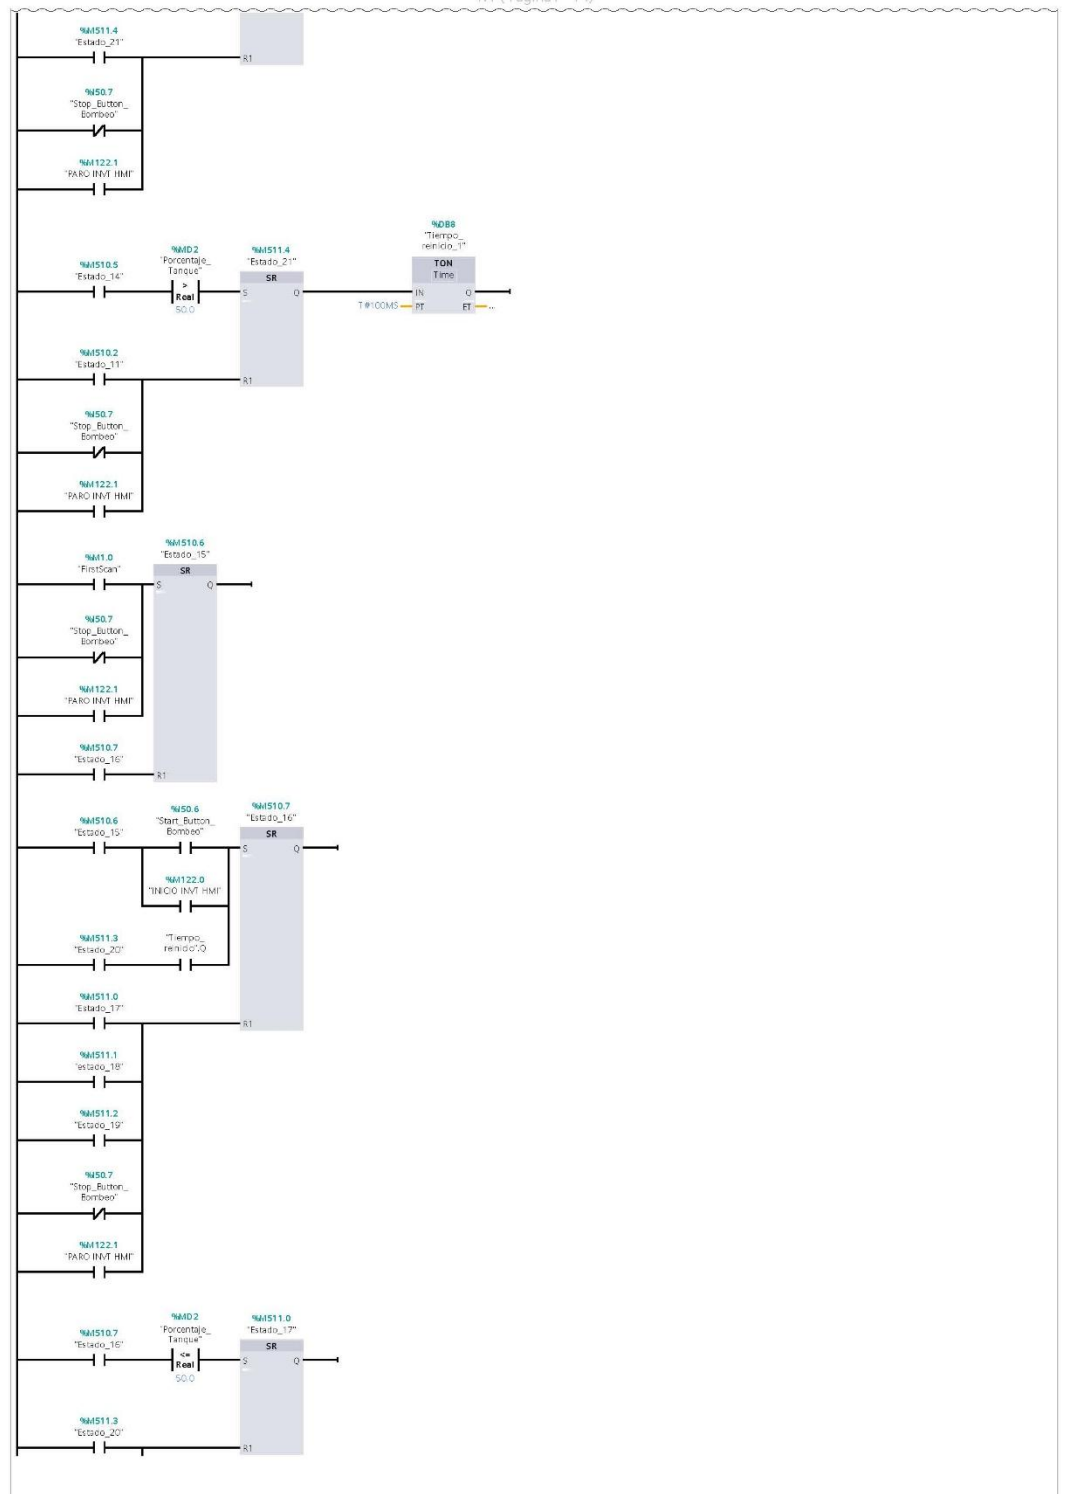 %M511.4
"Estado_21"
R1
%I50.7
"Stop_Button_
Bombeo"
%M122.1
"PARO INVT HMI"
%DB8
"Tiempo_
reinicio_1"
%MD2
"Porcentaje_
Tanque"
%M511.4
"Estado_21"
TON
Time
%M510.5
"Estado_14"
SR
>
Real
50.0
S
Q
IN
Q
T#100MS
PT
ET
...
%M510.2
"Estado_11"
R1
%I50.7
"Stop_Button_
Bombeo"
%M122.1
"PARO INVT HMI"
%M510.6
"Estado_15"
%M1.0
"FirstScan"
SR
S
Q
%I50.7
"Stop_Button_
Bombeo"
%M122.1
"PARO INVT HMI"
%M510.7
"Estado_16"
R1
%M510.6
"Estado_15"
%I50.6
"Start_Button_
Bombeo"
%M510.7
"Estado_16"
SR
S
Q
%M122.0
"INICIO INVT HMI"
%M511.3
"Estado_20"
"Tiempo_
reinicio".Q
%M511.0
"Estado_17"
R1
%M511.1
"estado_18"
%M511.2
"Estado_19"
%I50.7
"Stop_Button_
Bombeo"
%M122.1
"PARO INVT HMI"
%M510.7
"Estado_16"
%MD2
"Porcentaje_
Tanque"
%M511.0
"Estado_17"
SR
<=
Real
50.0
S
Q
%M511.3
"Estado_20"
R1